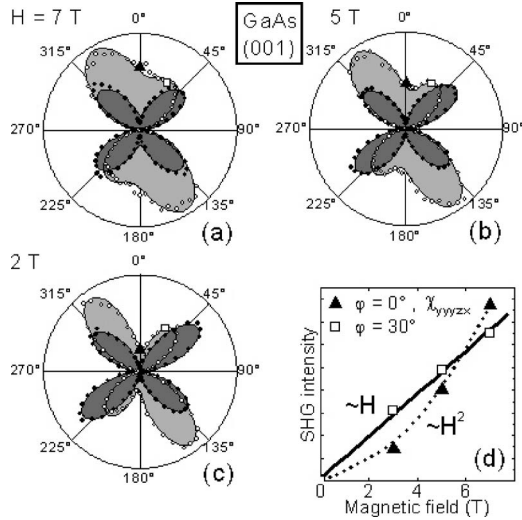 H = 7 T
GaAs
(001)
5 T
0°
45°
90°
135°
180°
225°
270°
315°
(a)
0°
45°
90°
135°
180°
225°
270°
315°
(b)
2 T
0°
45°
90°
135°
180°
225°
270°
315°
(c)
φ = 0° , χyyyzx
φ = 30°
~H
~H²
(d)
SHG intensity
0 2 4 6
Magnetic field (T)